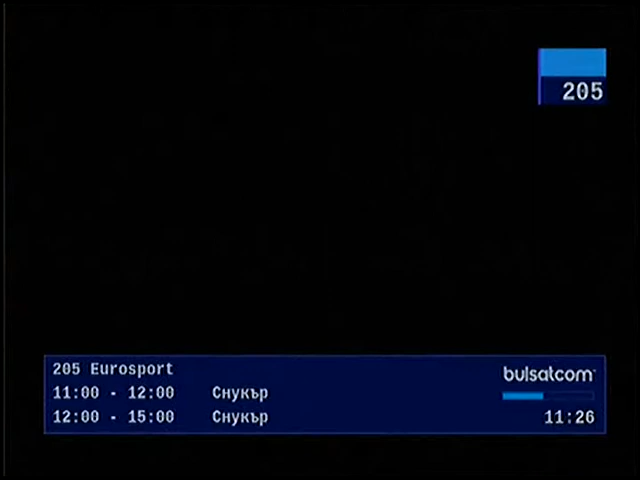 205
205 Eurosport
bulsatcom
11:00 - 12:00 Снукър
12:00 - 15:00 Снукър
11:26